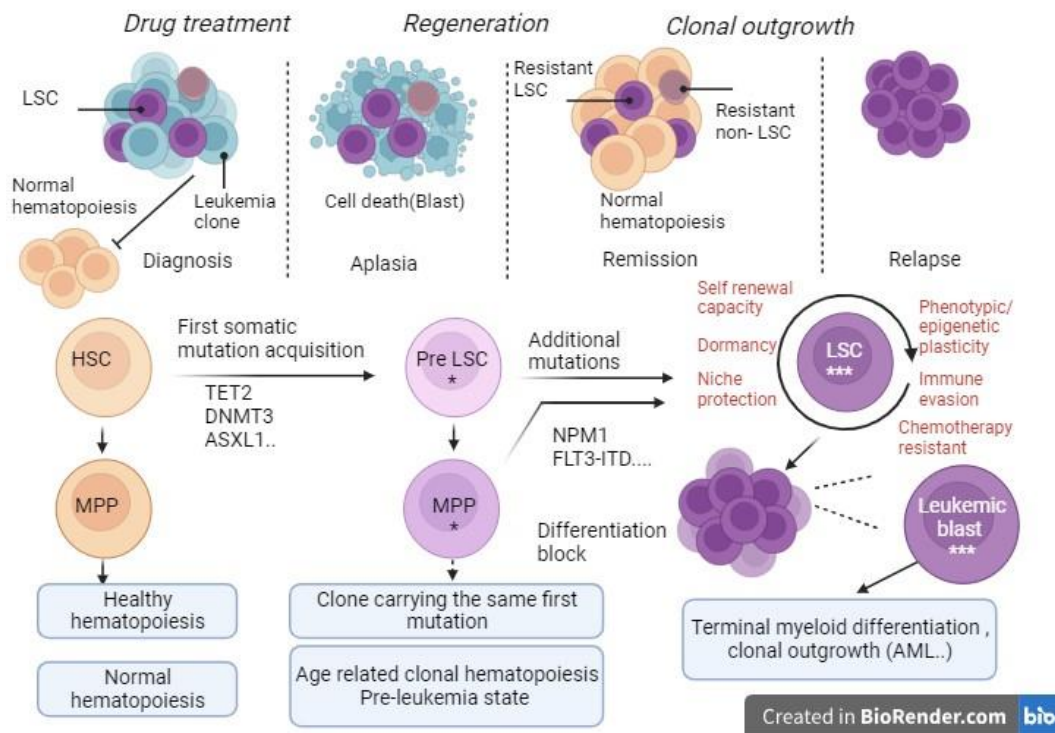 Drug treatment
Regeneration
Clonal outgrowth
LSC
Normal
hematopoiesis
Leukemia
clone
Diagnosis
Cell death(Blast)
Aplasia
Resistant
LSC
Resistant
non- LSC
Normal
hematopoiesis
Remission
Relapse
HSC
First somatic
mutation acquisition
TET2
DNMT3
ASXL1..
Pre LSC
*
Additional
mutations
NPM1
FLT3-ITD....
Self renewal
capacity
Dormancy
Niche
protection
LSC
***
Phenotypic/
epigenetic
plasticity
Immune
evasion
Chemotherapy
resistant
MPP
MPP
*
Differentiation
block
Leukemic
blast
***
Healthy
hematopoiesis
Normal
hematopoiesis
Clone carrying the same first
mutation
Age related clonal hematopoiesis
Pre-leukemia state
Terminal myeloid differentiation ,
clonal outgrowth (AML..)
Created in BioRender.com bio